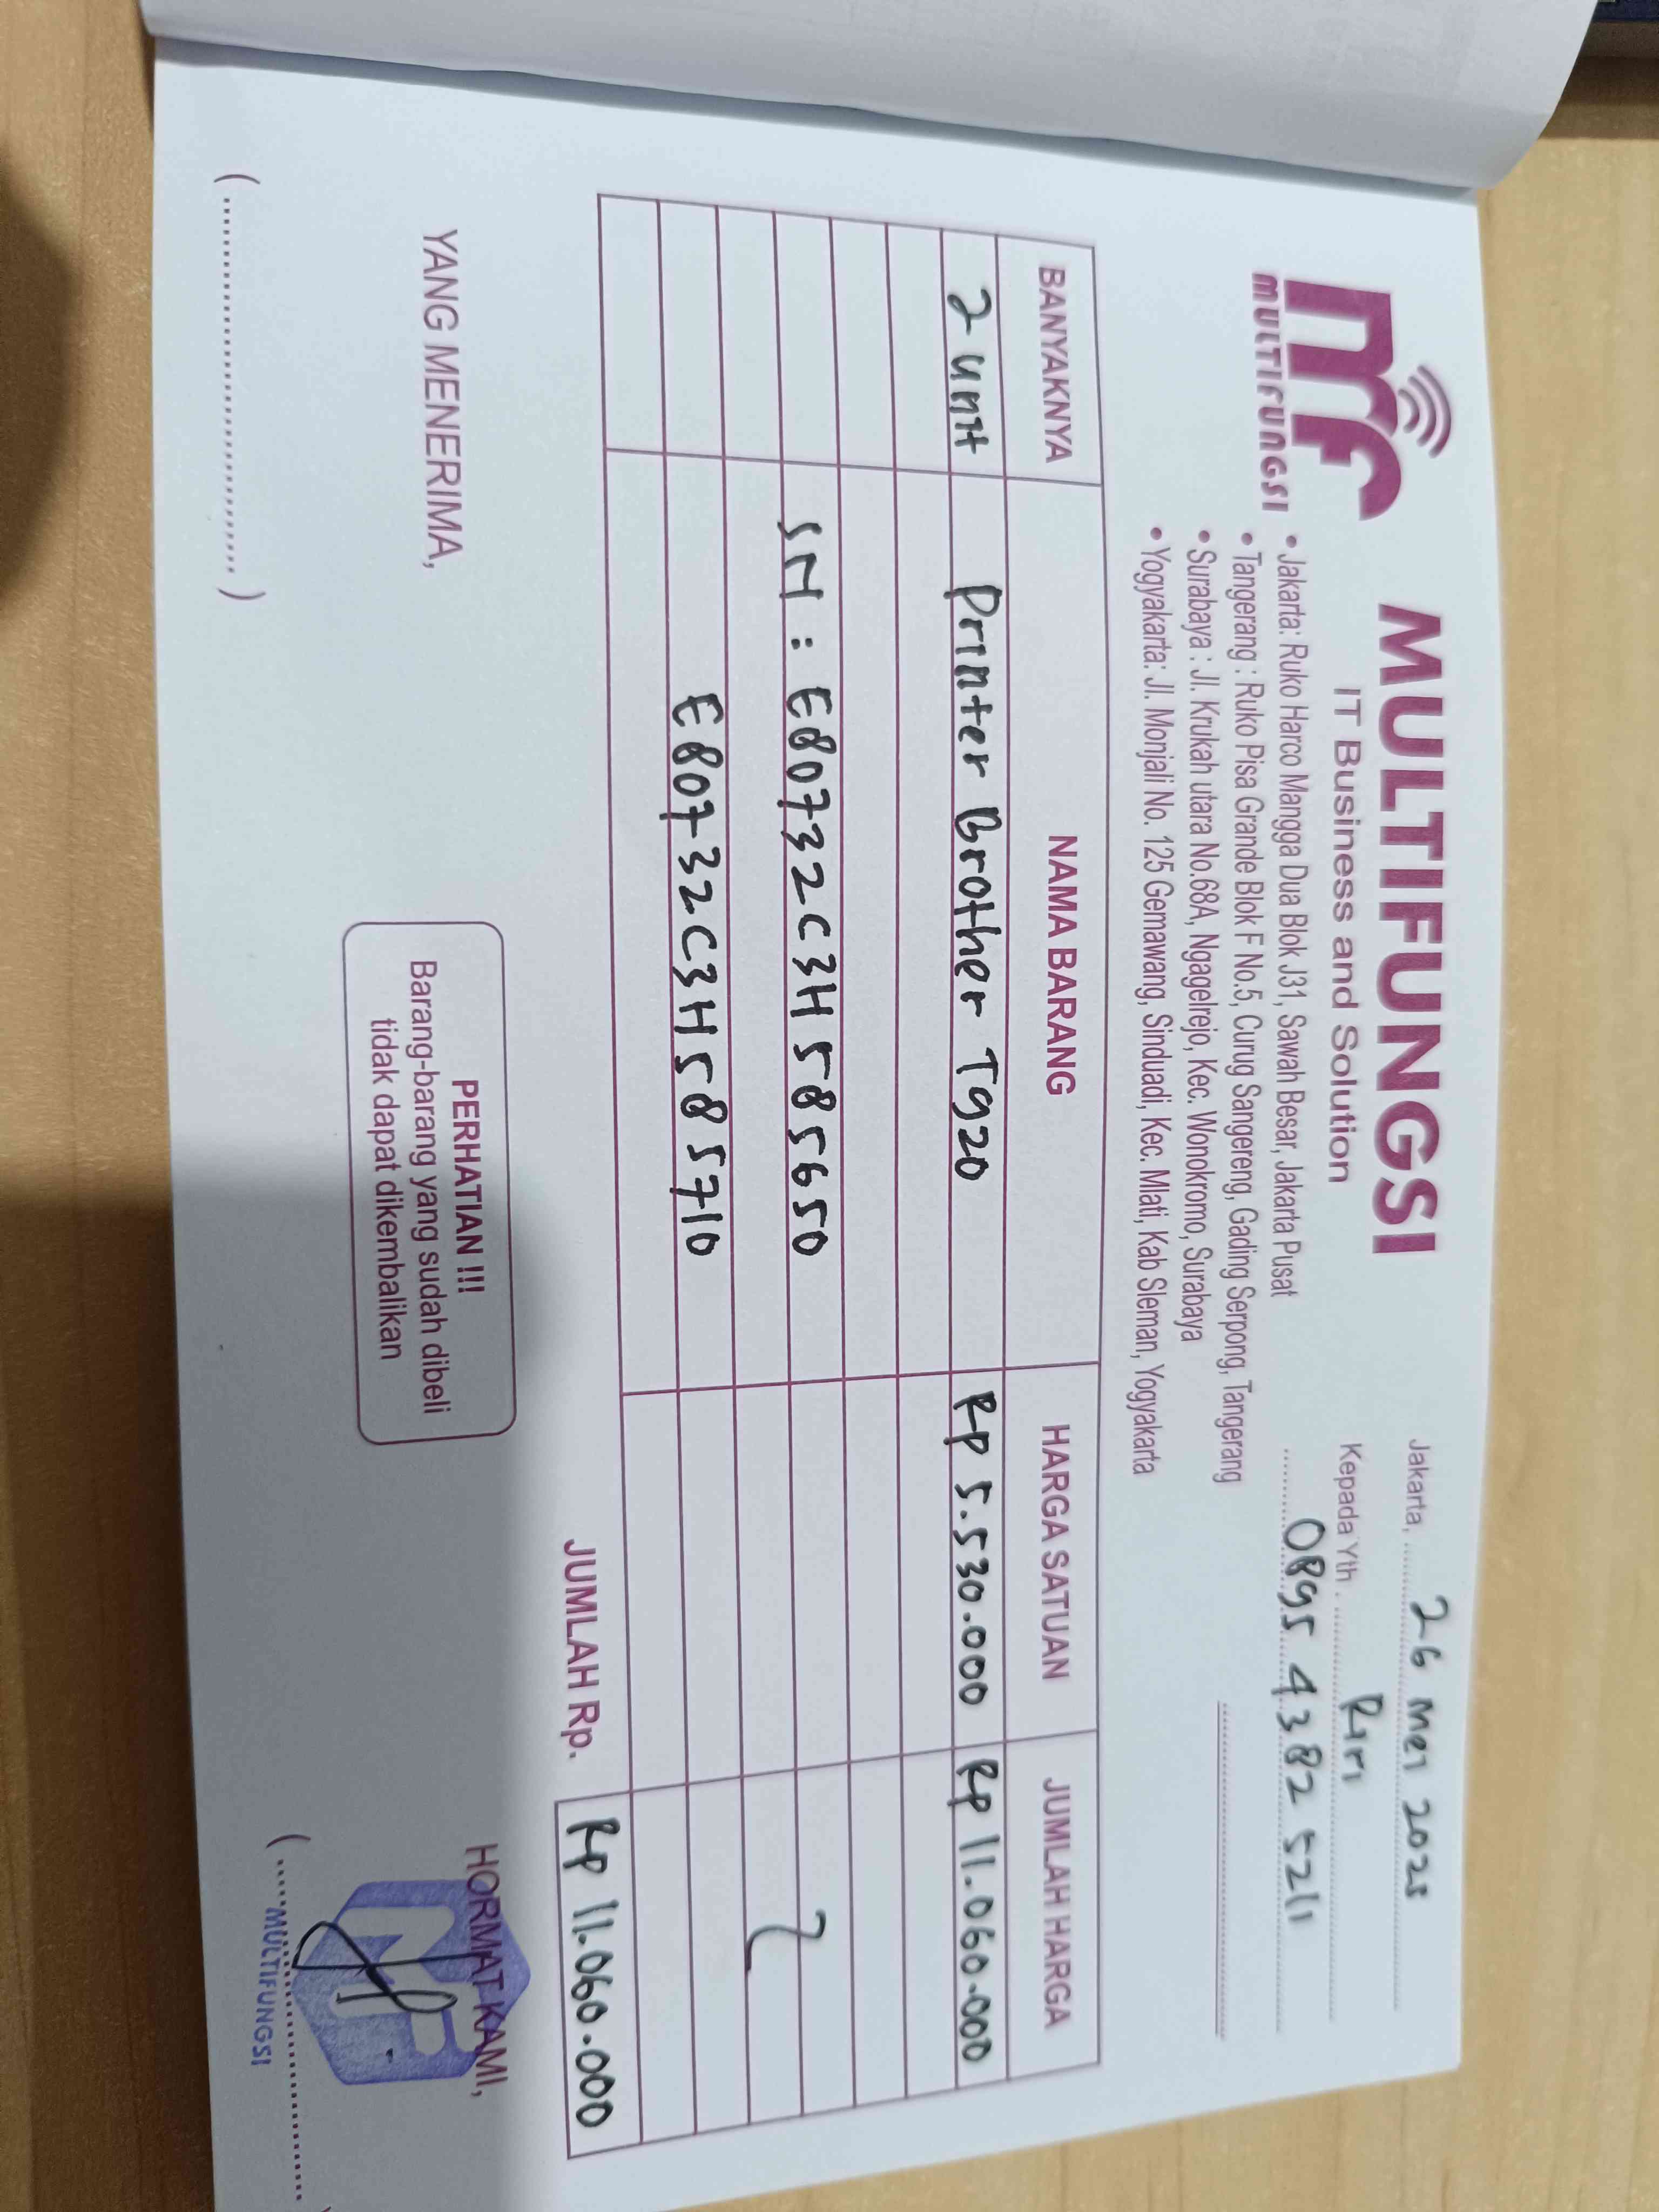 MULTIFUNGSI
MULTIFUNGSI
IT Business and Solution
• Jakarta: Ruko Harco Mangga Dua Blok J31, Sawah Besar, Jakarta Pusat
• Tangerang : Ruko Pisa Grande Blok F No.5, Curug Sangereng, Gading Serpong, Tangerang
• Surabaya : Jl. Krukah utara No.68A, Ngagelrejo, Kec. Wonokromo, Surabaya
• Yogyakarta: Jl. Monjali No. 125 Gemawang, Sinduadi, Kec. Mlati, Kab Sleman, Yogyakarta
Jakarta, 26 Mei 2025
Kepada Yth. Riri
0895 4382 5211
BANYAKNYA NAMA BARANG HARGA SATUAN JUMLAH HARGA
2 unit Printer Brother T920 Rp 5.530.000 Rp 11.060.000
SN : E80732C3H585650
E80732C3H585710
JUMLAH Rp. Rp 11.060.000
YANG MENERIMA,
PERHATIAN !!!
Barang-barang yang sudah dibeli
tidak dapat dikembalikan
HORMAT KAMI,
MULTIFUNGSI